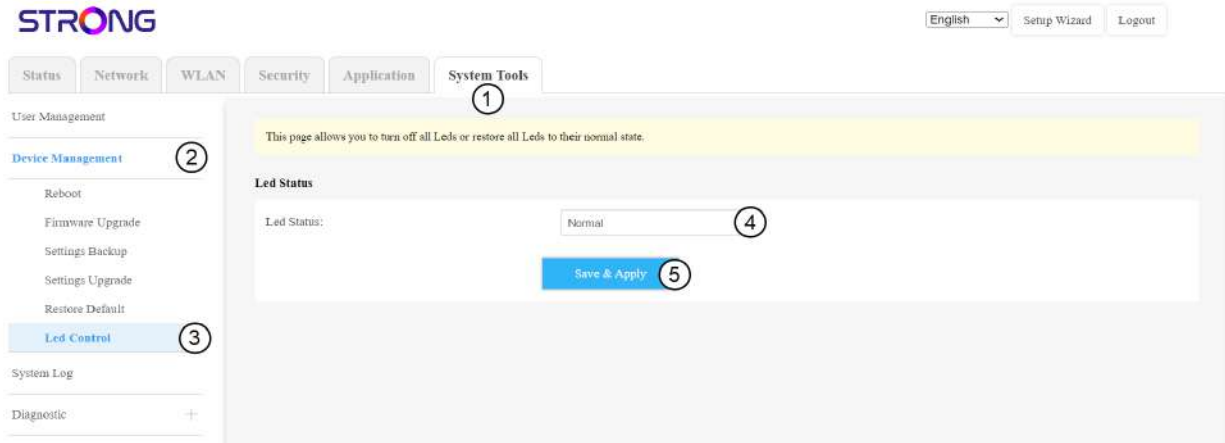 STRONG
English
Setup Wizard
Logout
Status
Network
WLAN
Security
Application
System Tools
1
User Management
This page allows you to turn off all Leds or restore all Leds to their normal state.
Device Management
2
Led Status
Reboot
Firmware Upgrade
Led Status:
Normal
4
Settings Backup
Save & Apply
5
Settings Upgrade
Restore Default
Led Control
3
System Log
Diagnostic